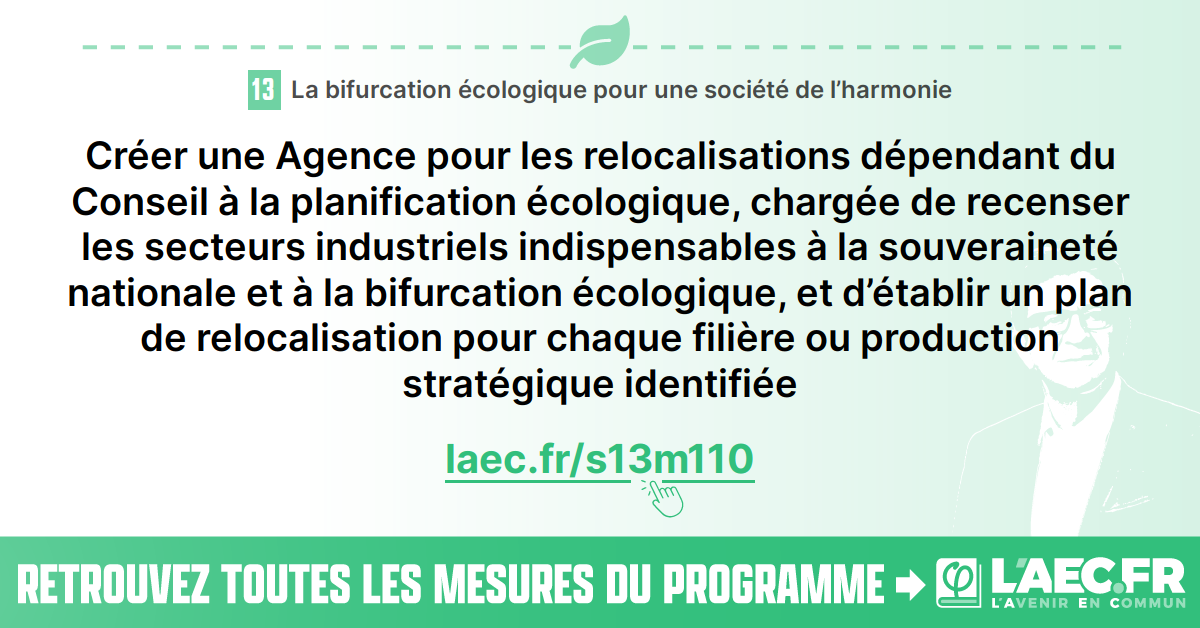 13 La bifurcation écologique pour une société de l’harmonie
Créer une Agence pour les relocalisations dépendant du
Conseil à la planification écologique, chargée de recenser
les secteurs industriels indispensables à la souveraineté
nationale et à la bifurcation écologique, et d’établir un plan
de relocalisation pour chaque filière ou production
stratégique identifiée
laec.fr/s13m110
RETROUVEZ TOUTES LES MESURES DU PROGRAMME
L'AEC.FR
L'AVENIR EN COMMUN